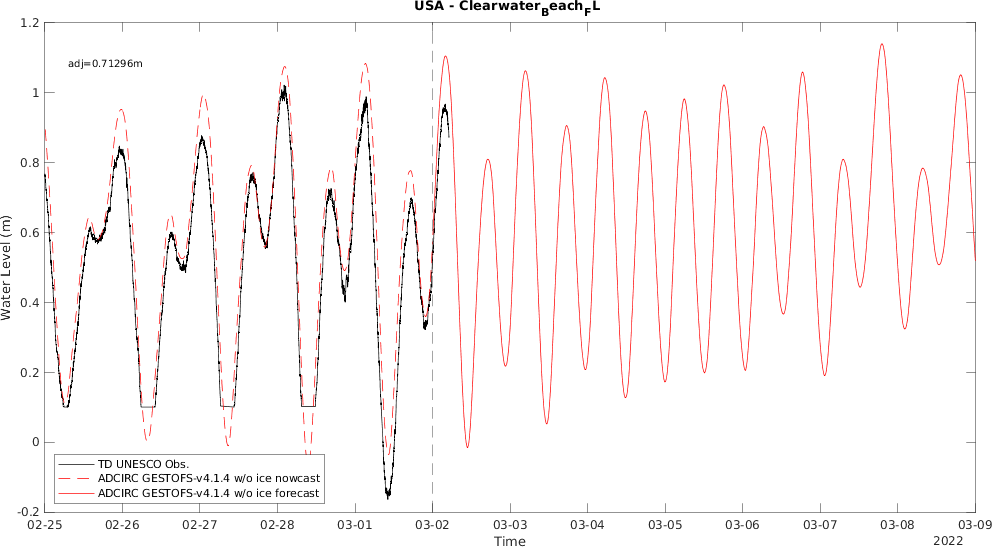 USA - Clearwater_Beach_FL
adj=0.71296m
1.2
1
0.8
0.6
0.4
0.2
0
-0.2
Water Level (m)
TD UNESCO Obs.
ADCIRC GESTOFS-v4.1.4 w/o ice nowcast
ADCIRC GESTOFS-v4.1.4 w/o ice forecast
02-25 02-26 02-27 02-28 03-01 03-02 03-03 03-04 03-05 03-06 03-07 03-08 03-09
Time
2022